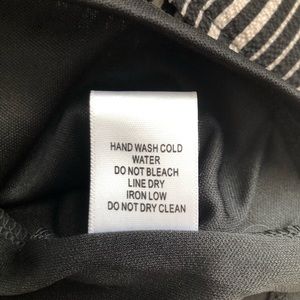 HAND WASH COLD
WATER
DO NOT BLEACH
LINE DRY
IRON LOW
DO NOT DRY CLEAN